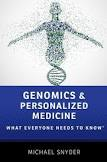 GENOMICS &
PERSONALIZED
MEDICINE
WHAT EVERYONE NEEDS TO KNOW®
MICHAEL SNYDER